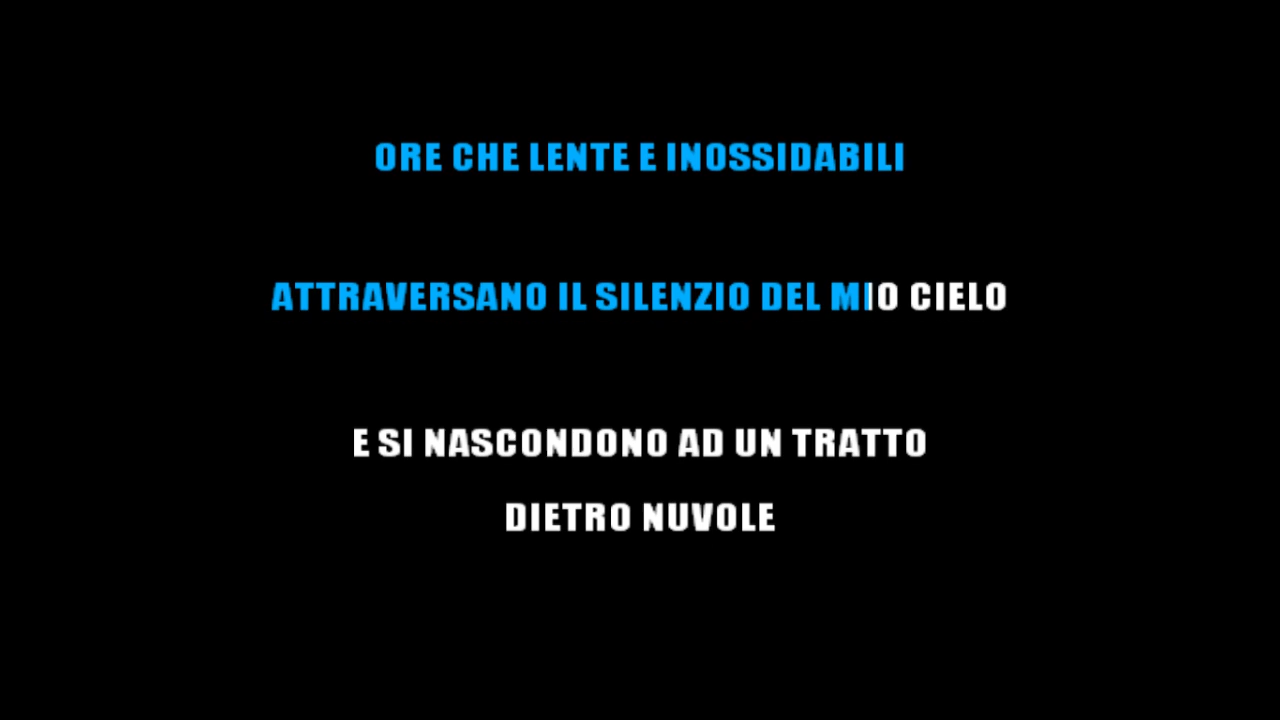 ORE CHE LENTE E INOSSIDABILI
ATTRAVERSANO IL SILENZIO DEL MIO CIELO
E SI NASCONDONO AD UN TRATTO
DIETRO NUVOLE